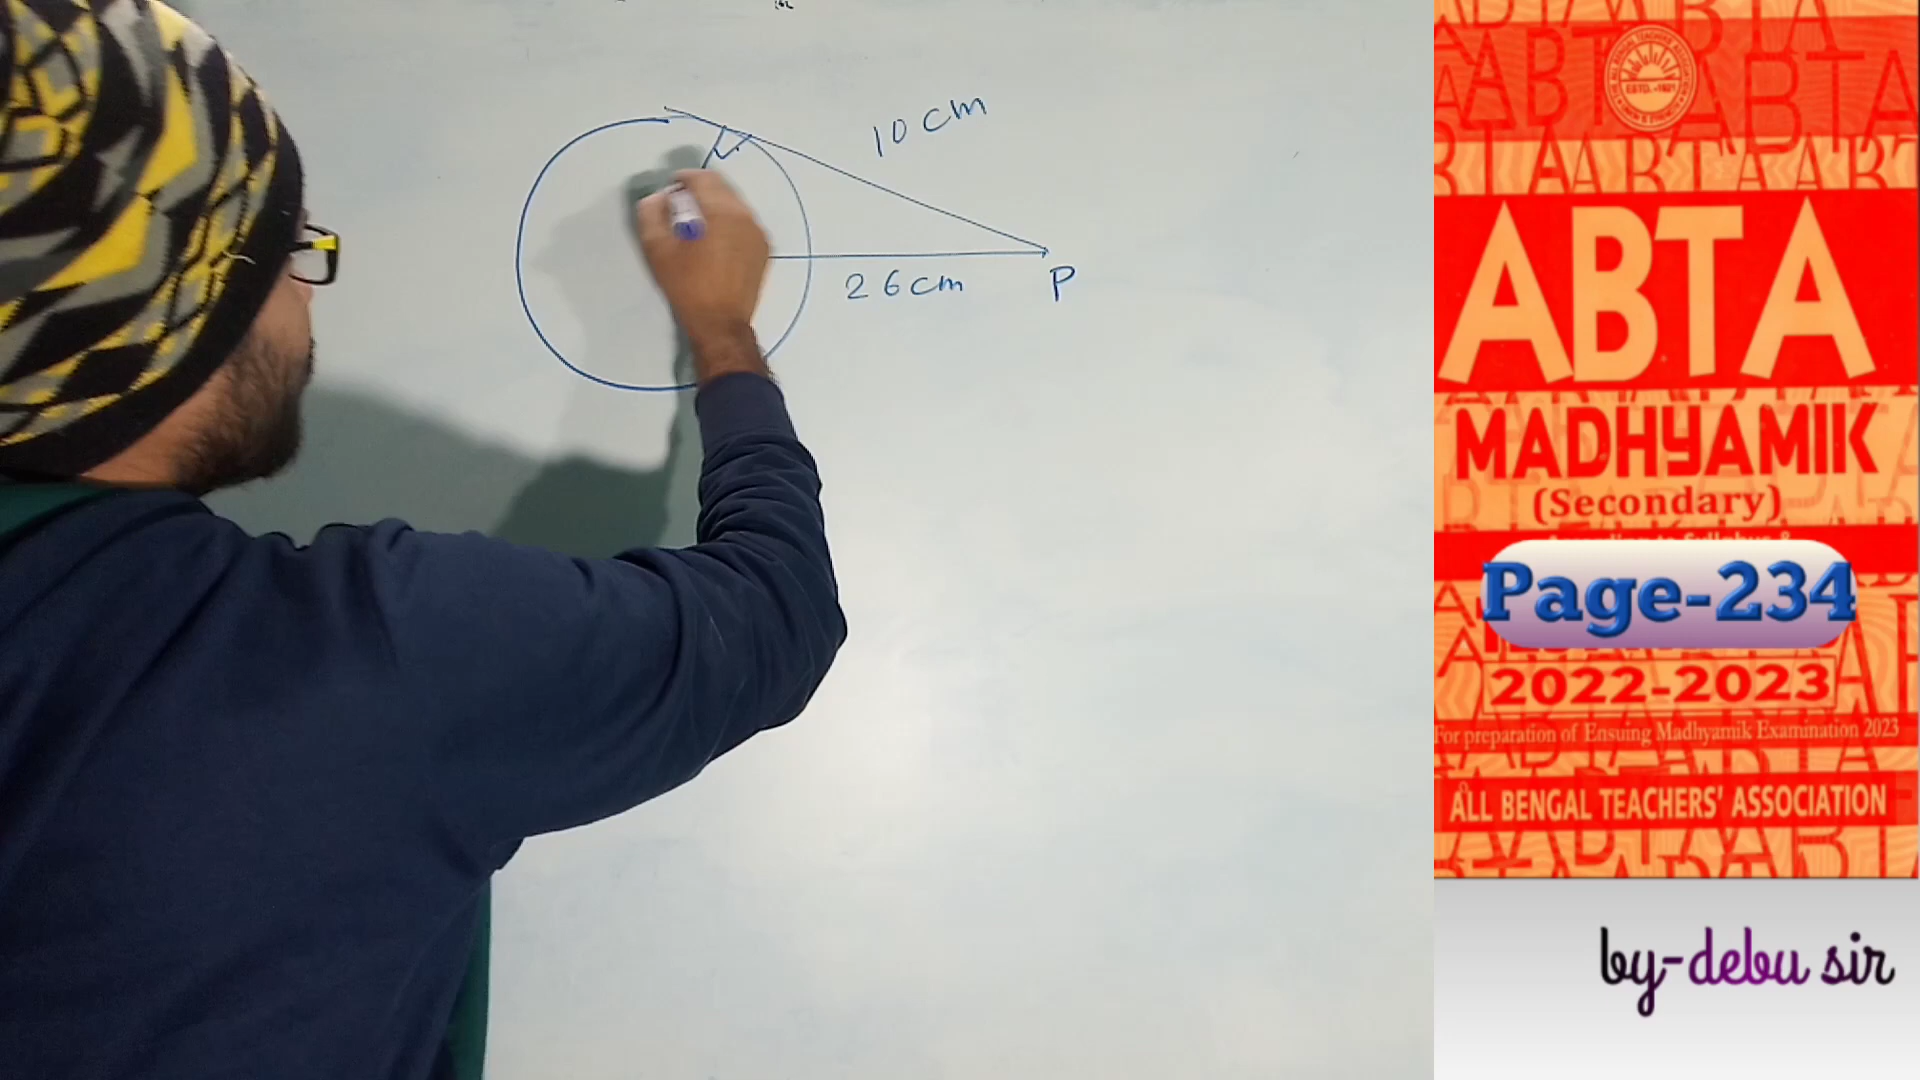 10 cm
26 cm
P
ABTA
MADHYAMIK
(Secondary)
Page-234
2022-2023
For preparation of Ensuing Madhyamik Examination 2023
ALL BENGAL TEACHERS' ASSOCIATION
by-debu sir